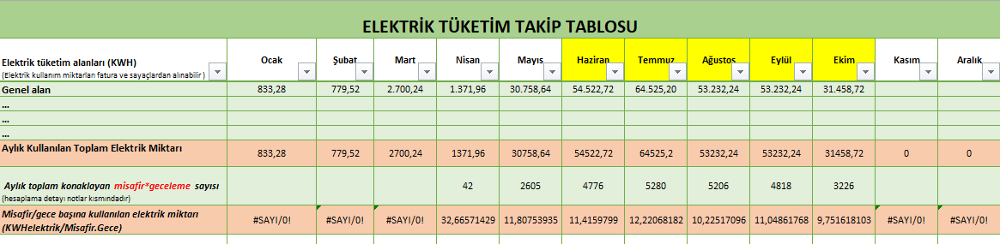 ELEKTRİK TÜKETİM TAKİP TABLOSU
Elektrik tüketim alanları (KWH) Ocak Şubat Mart Nisan Mayıs Haziran Temmuz Ağustos Eylül Ekim Kasım Aralık
(Elektrik kullanım miktarları fatura ve sayaçlardan alınabilir )
Genel alan 833,28 779,52 2.700,24 1.371,96 30.758,64 54.522,72 64.525,20 53.232,24 53.232,24 31.458,72
...
...
...
Aylık Kullanılan Toplam Elektrik Miktarı 833,28 779,52 2700,24 1371,96 30758,64 54522,72 64525,2 53232,24 53232,24 31458,72 0 0
Aylık toplam konaklayan misafir*geceleme sayısı 42 2605 4776 5280 5206 4818 3226
(hesaplama detayı notlar kısmındadır)
Misafir/gece başına kullanılan elektrik miktarı
(KWHelektrik/Misafir.Gece) #SAYI/0! #SAYI/0! #SAYI/0! 32,66571429 11,80753935 11,4159799 12,22068182 10,22517096 11,04861768 9,751618103 #SAYI/0! #SAYI/0!